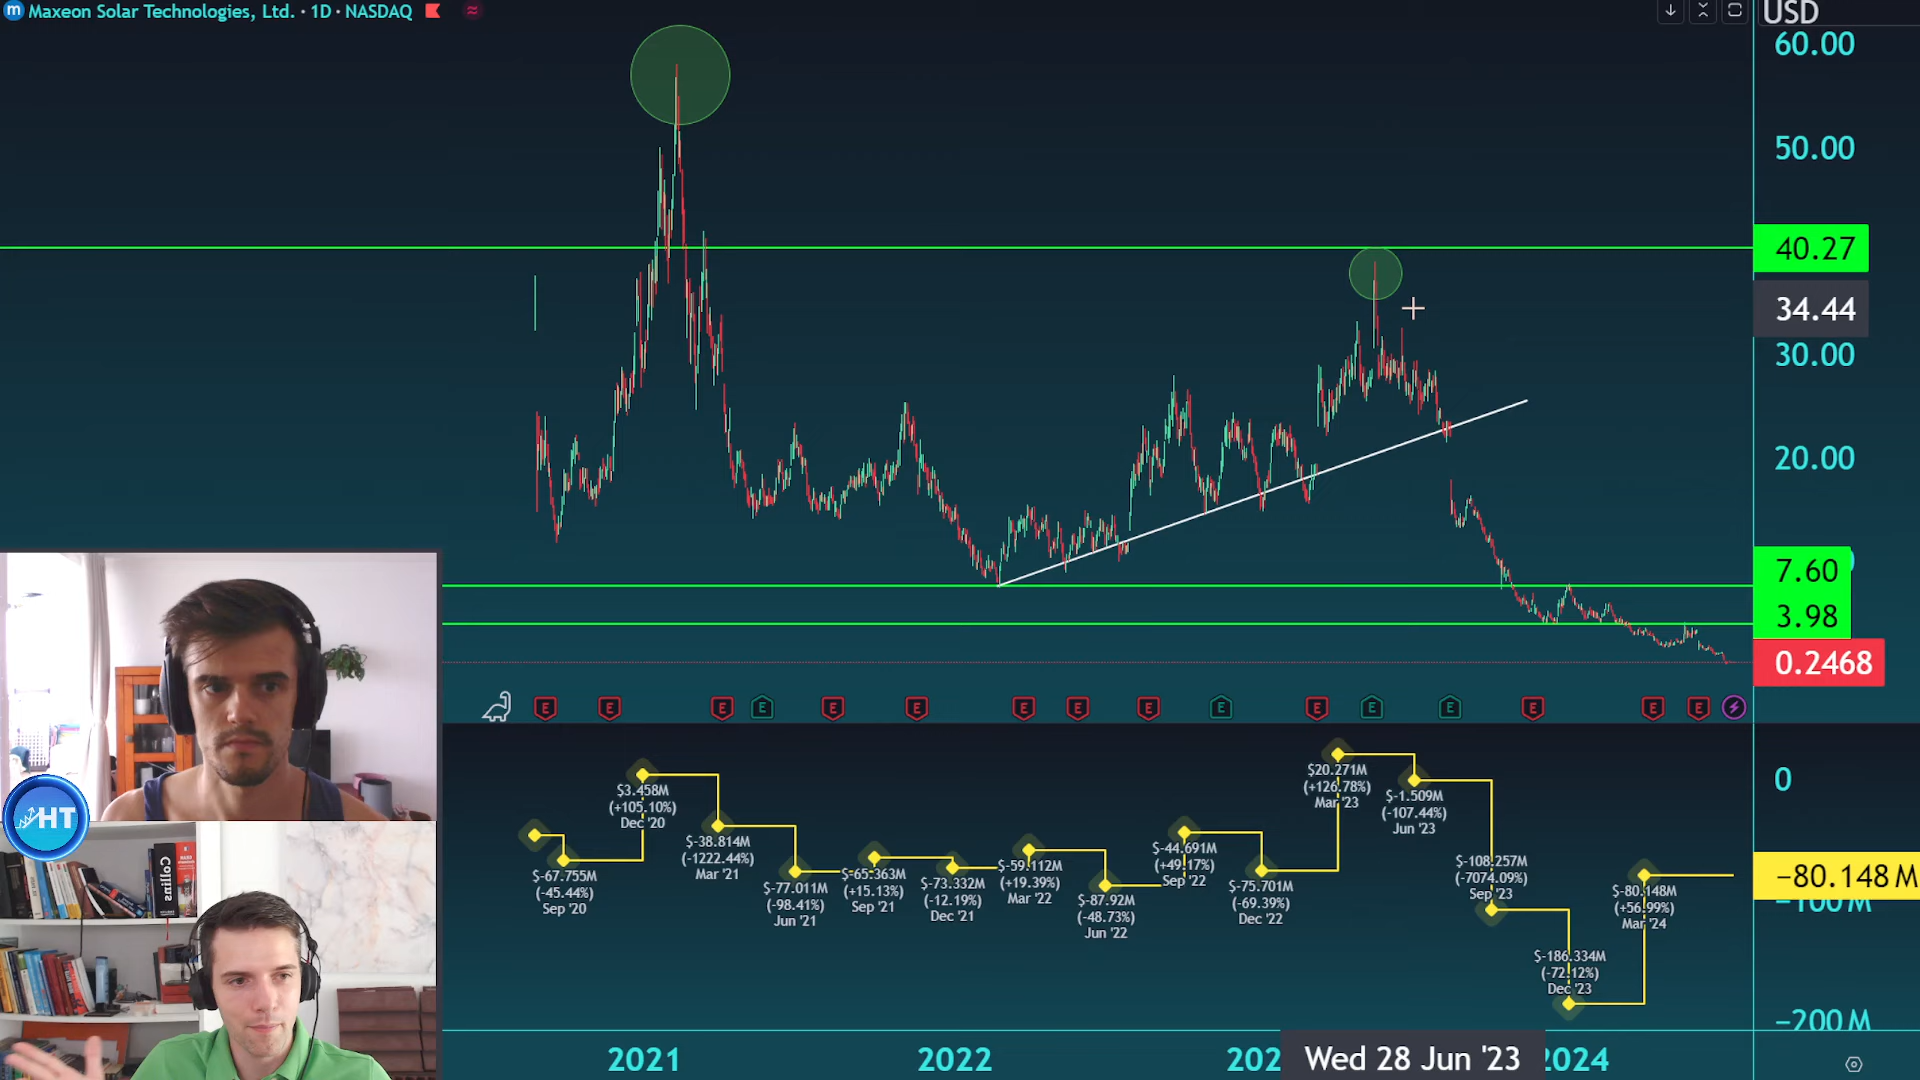 m Maxeon Solar Technologies, Ltd. · 1D · NASDAQ
USD
60.00
50.00
40.27
34.44
30.00
20.00
7.60
3.98
0.2468
E E E E E E E E E E E E E E E E
0
$3.458M
(+105.10%)
Dec '20
$20.271M
(+126.78%)
Mar '23
$-1.509M
(-107.44%)
Jun '23
$-67.755M
(-45.44%)
Sep '20
$-38.814M
(-1222.44%)
Mar '21
$-77.011M
(-98.41%)
Jun '21
$-65.363M
(+15.13%)
Sep '21
$-73.332M
(-12.19%)
Dec '21
$-59.112M
(+19.39%)
Mar '22
$-87.92M
(-48.73%)
Jun '22
$-44.691M
(+49.17%)
Sep '22
$-75.701M
(-69.39%)
Dec '22
$-108.257M
(-7074.09%)
Sep '23
$-186.334M
(-72.12%)
Dec '23
$-80.148M
(+56.99%)
Mar '24
−80.148 M
−100 M
−200 M
HT
Collins
2021
2022
202
Wed 28 Jun '23
2024